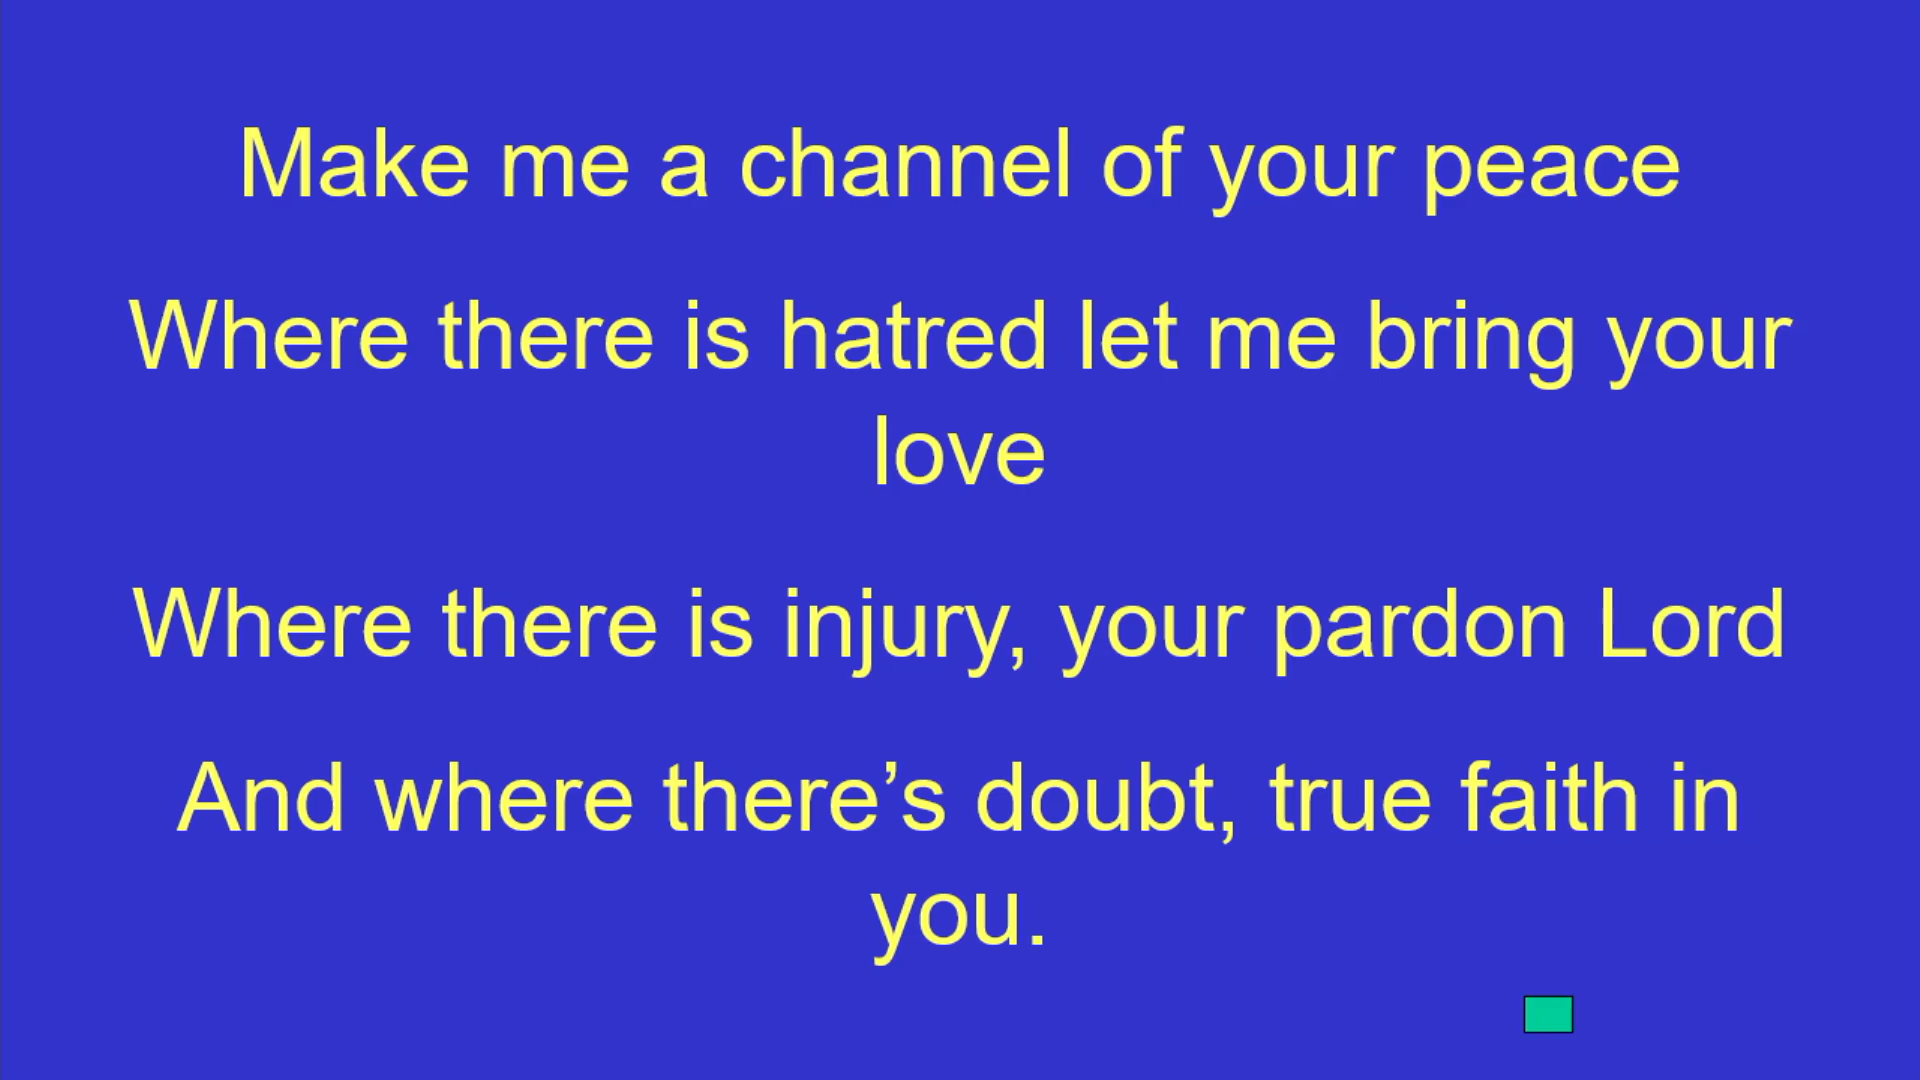 Make me a channel of your peace
Where there is hatred let me bring your
love
Where there is injury, your pardon Lord
And where there’s doubt, true faith in
you.